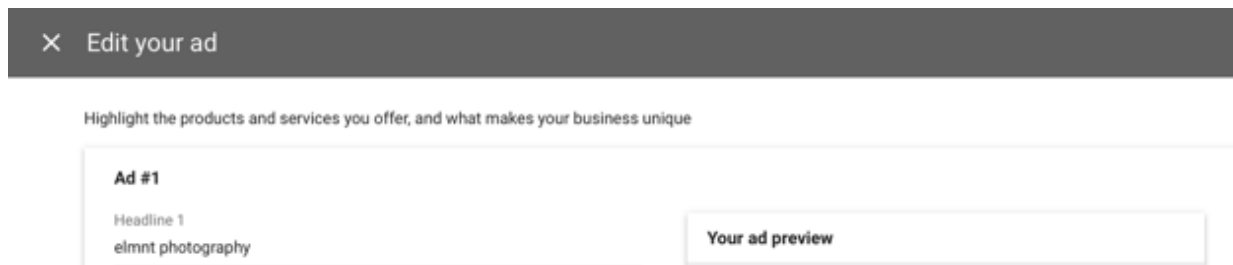 Edit your ad
Highlight the products and services you offer, and what makes your business unique
Ad #1
Headline 1
elmnt photography
Your ad preview